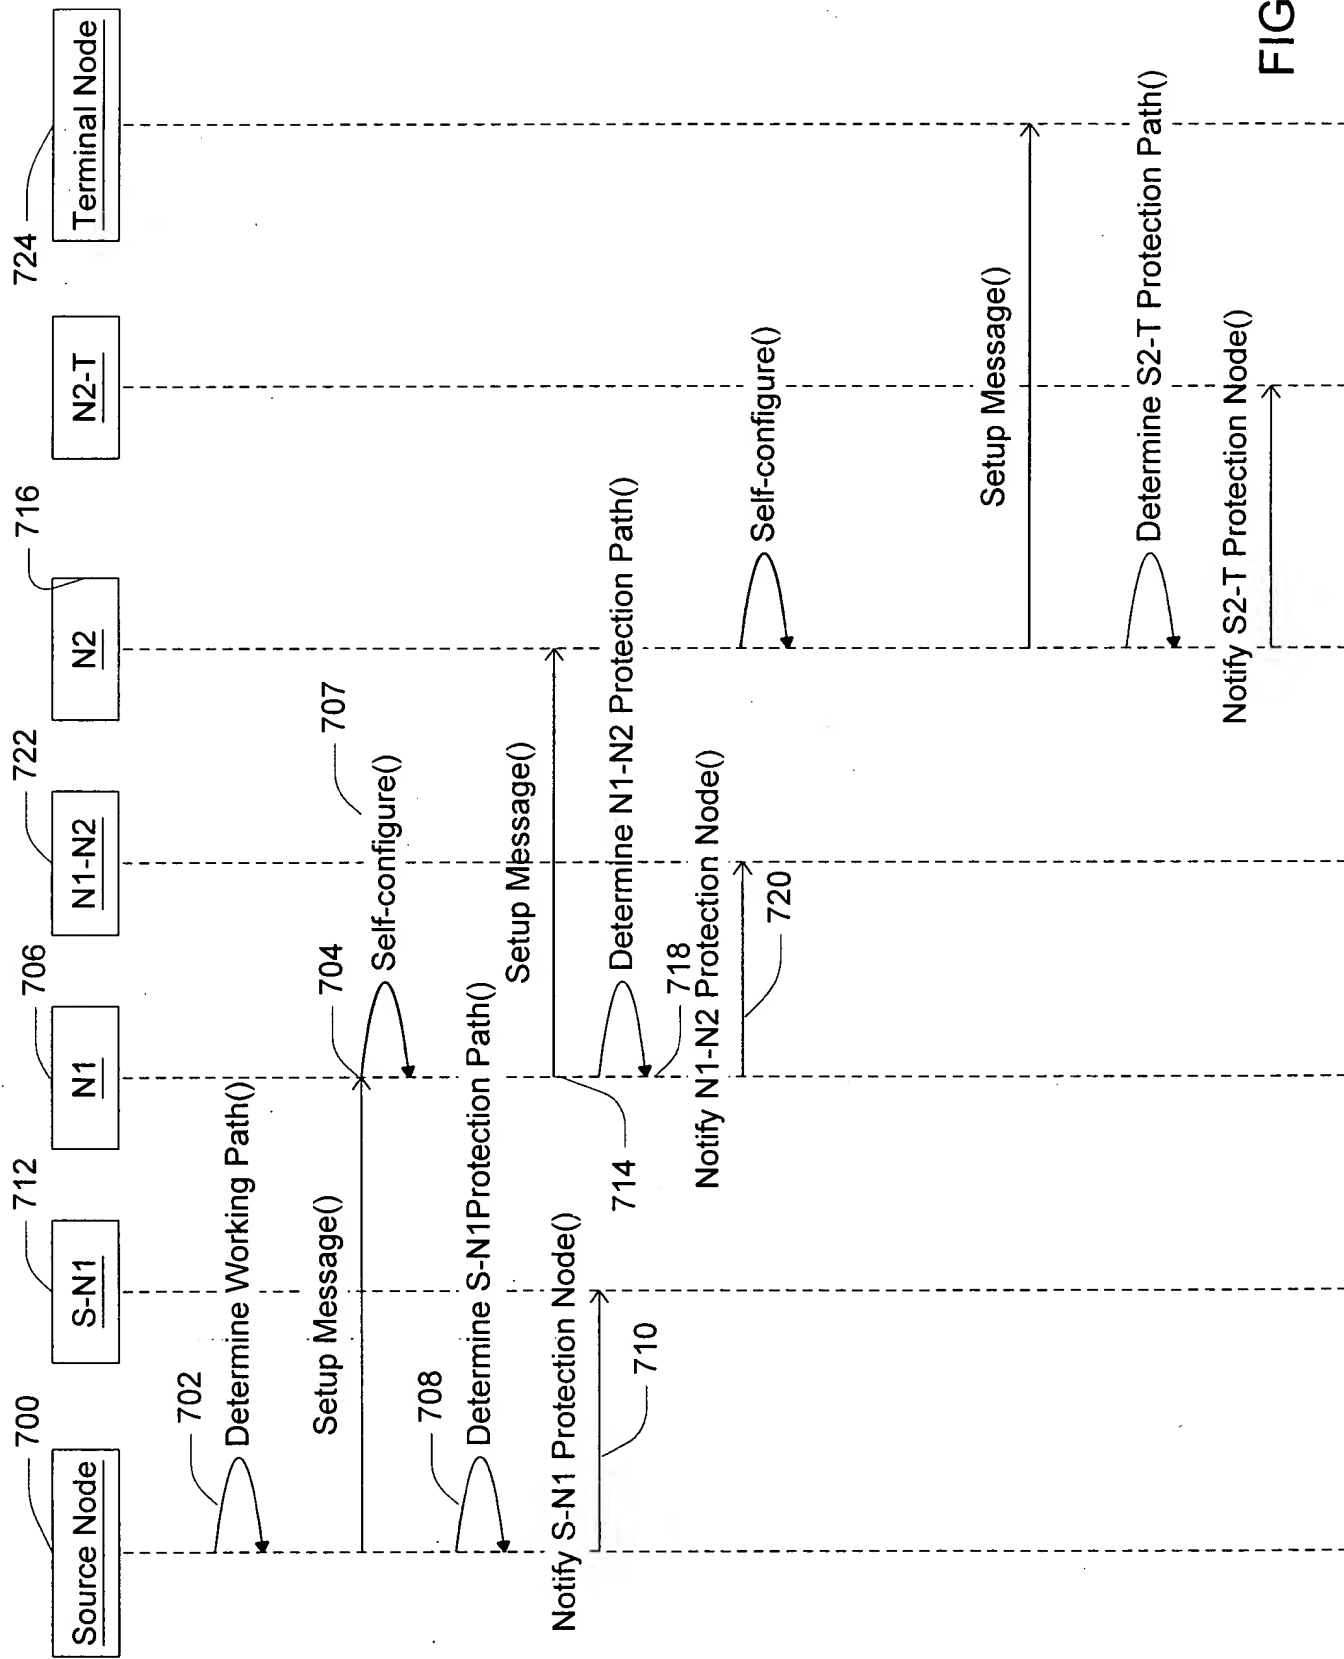 700
Source Node
712
S-N1
706
N1
722
N1-N2
716
N2
N2-T
724
Terminal Node
702
Determine Working Path()
Setup Message()
704
707
Self-configure()
708
Determine S-N1Protection Path()
Notify S-N1 Protection Node()
710
Setup Message()
714
Determine N1-N2 Protection Path()
718
Notify N1-N2 Protection Node()
720
Self-configure()
Setup Message()
Determine S2-T Protection Path()
Notify S2-T Protection Node()
FIG